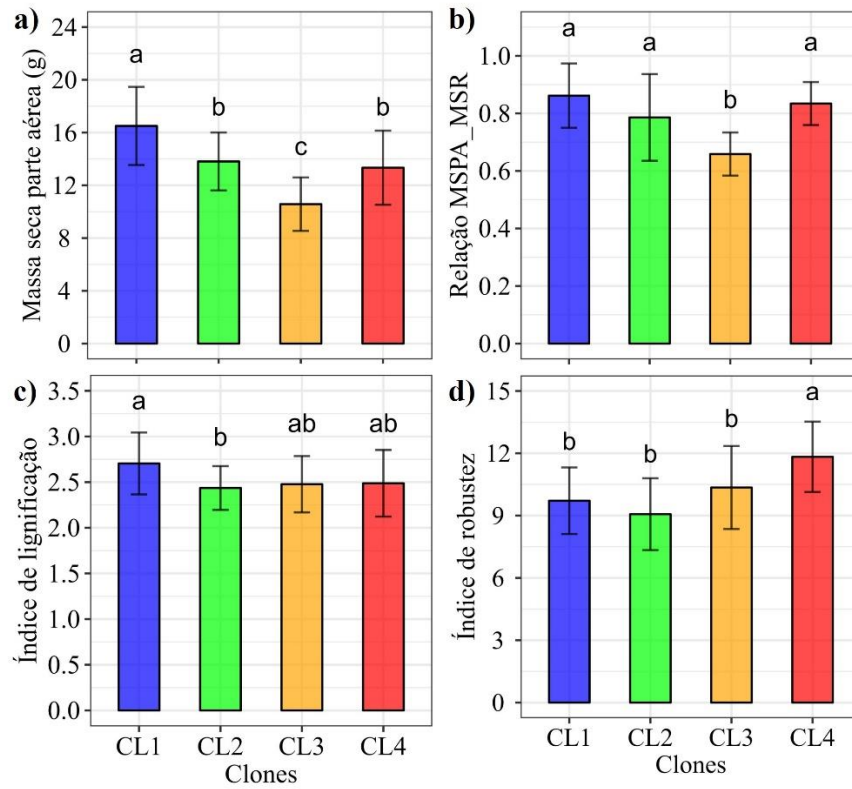 a)
Massa seca parte aérea (g)
24
20
16
12
8
4
0
a
b
c
b
b)
Relação MSPA_MSR
1.0
0.8
0.6
0.4
0.2
0.0
a
a
b
a
c)
Índice de lignificação
3.5
3.0
2.5
2.0
1.5
1.0
0.5
0.0
a
b
ab
ab
CL1 CL2 CL3 CL4
Clones
d)
Índice de robustez
15
12
9
6
3
0
b
b
b
a
CL1 CL2 CL3 CL4
Clones